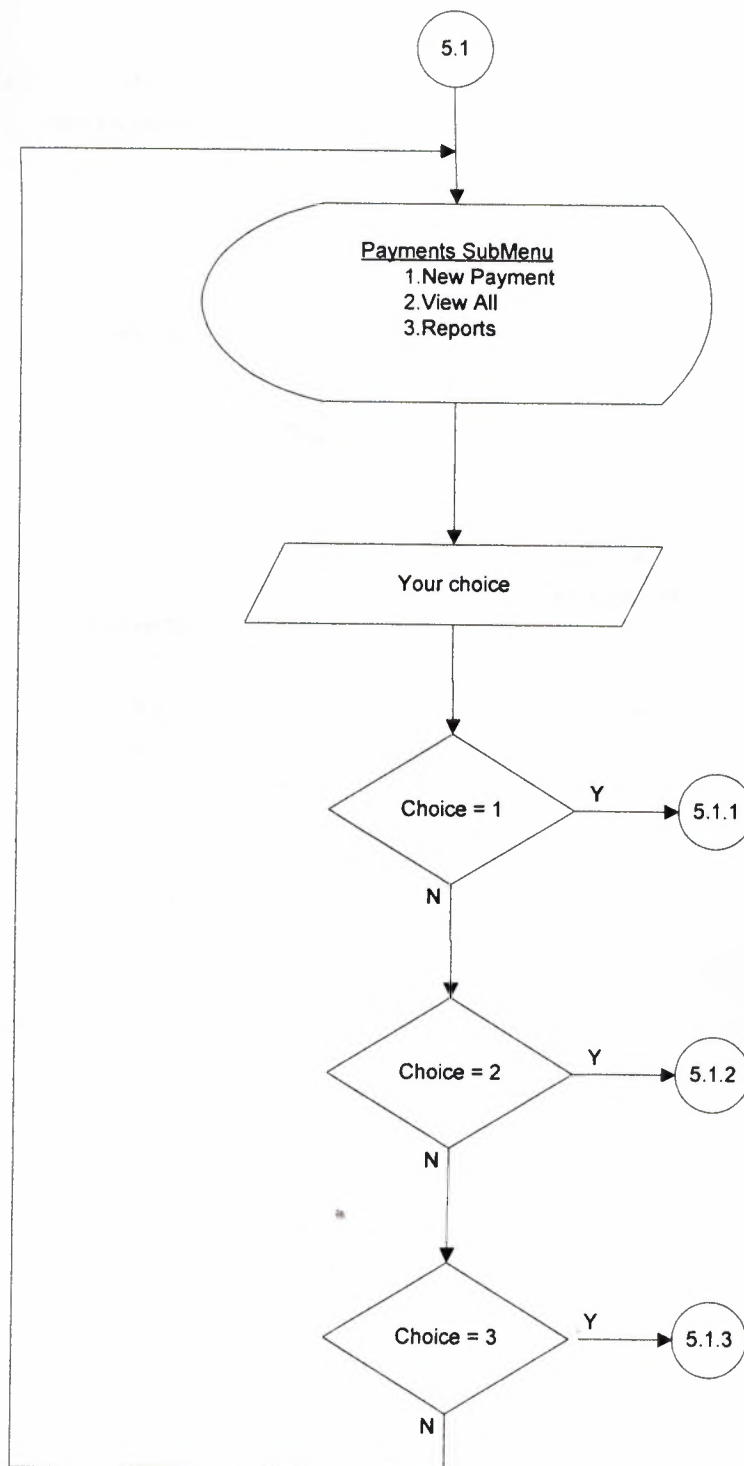 5.1
Payments SubMenu
1.New Payment
2.View All
3.Reports
Your choice
Choice = 1
Y
5.1.1
N
Choice = 2
Y
5.1.2
N
Choice = 3
Y
5.1.3
N